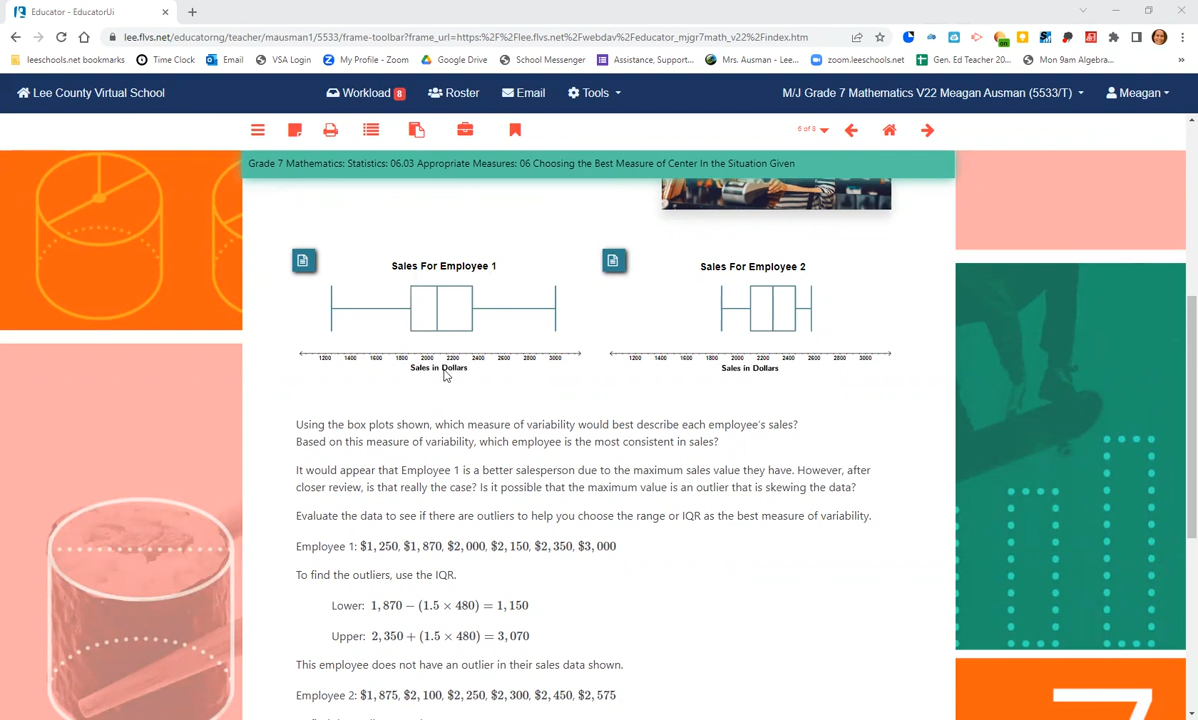 Educator - EducatorUi
lee.flvs.net/educatorng/teacher/mausman1/5533/frame-toolbar?frame_url=https%2F%2Flee.flvs.net%2Fwebdav%2Feducator_mjgr7math_v22%2Findex.htm
leeschools.net bookmarks Time Clock Email VSA Login My Profile - Zoom Google Drive School Messenger Assistance, Support... Mrs. Ausman - Lee... zoom.leeschools.net Gen. Ed Teacher 20... Mon 9am Algebra...
Lee County Virtual School Workload 8 Roster Email Tools M/J Grade 7 Mathematics V22 Meagan Ausman (5533/T) Meagan
6 of 8
Grade 7 Mathematics: Statistics: 06.03 Appropriate Measures: 06 Choosing the Best Measure of Center In the Situation Given
Sales For Employee 1
1200 1400 1600 1800 2000 2200 2400 2600 2800 3000
Sales in Dollars
Sales For Employee 2
1200 1400 1600 1800 2000 2200 2400 2600 2800 3000
Sales in Dollars
Using the box plots shown, which measure of variability would best describe each employee's sales?
Based on this measure of variability, which employee is the most consistent in sales?
It would appear that Employee 1 is a better salesperson due to the maximum sales value they have. However, after
closer review, is that really the case? Is it possible that the maximum value is an outlier that is skewing the data?
Evaluate the data to see if there are outliers to help you choose the range or IQR as the best measure of variability.
Employee 1: $1,250, $1,870, $2,000, $2,150, $2,350, $3,000
To find the outliers, use the IQR.
Lower: 1,870 − (1.5 × 480) = 1,150
Upper: 2,350 + (1.5 × 480) = 3,070
This employee does not have an outlier in their sales data shown.
Employee 2: $1,875, $2,100, $2,250, $2,300, $2,450, $2,575
7